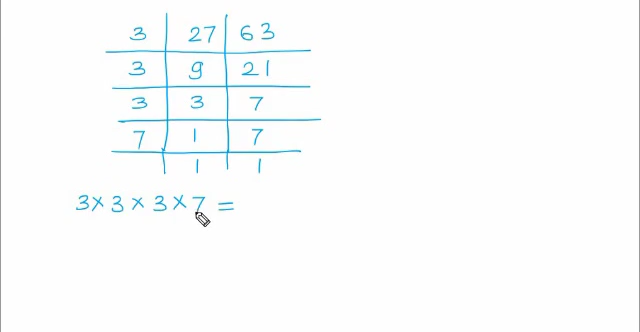 3 27 63
3 9 21
3 3 7
7 1 7
1 1
3 × 3 × 3 × 7 =